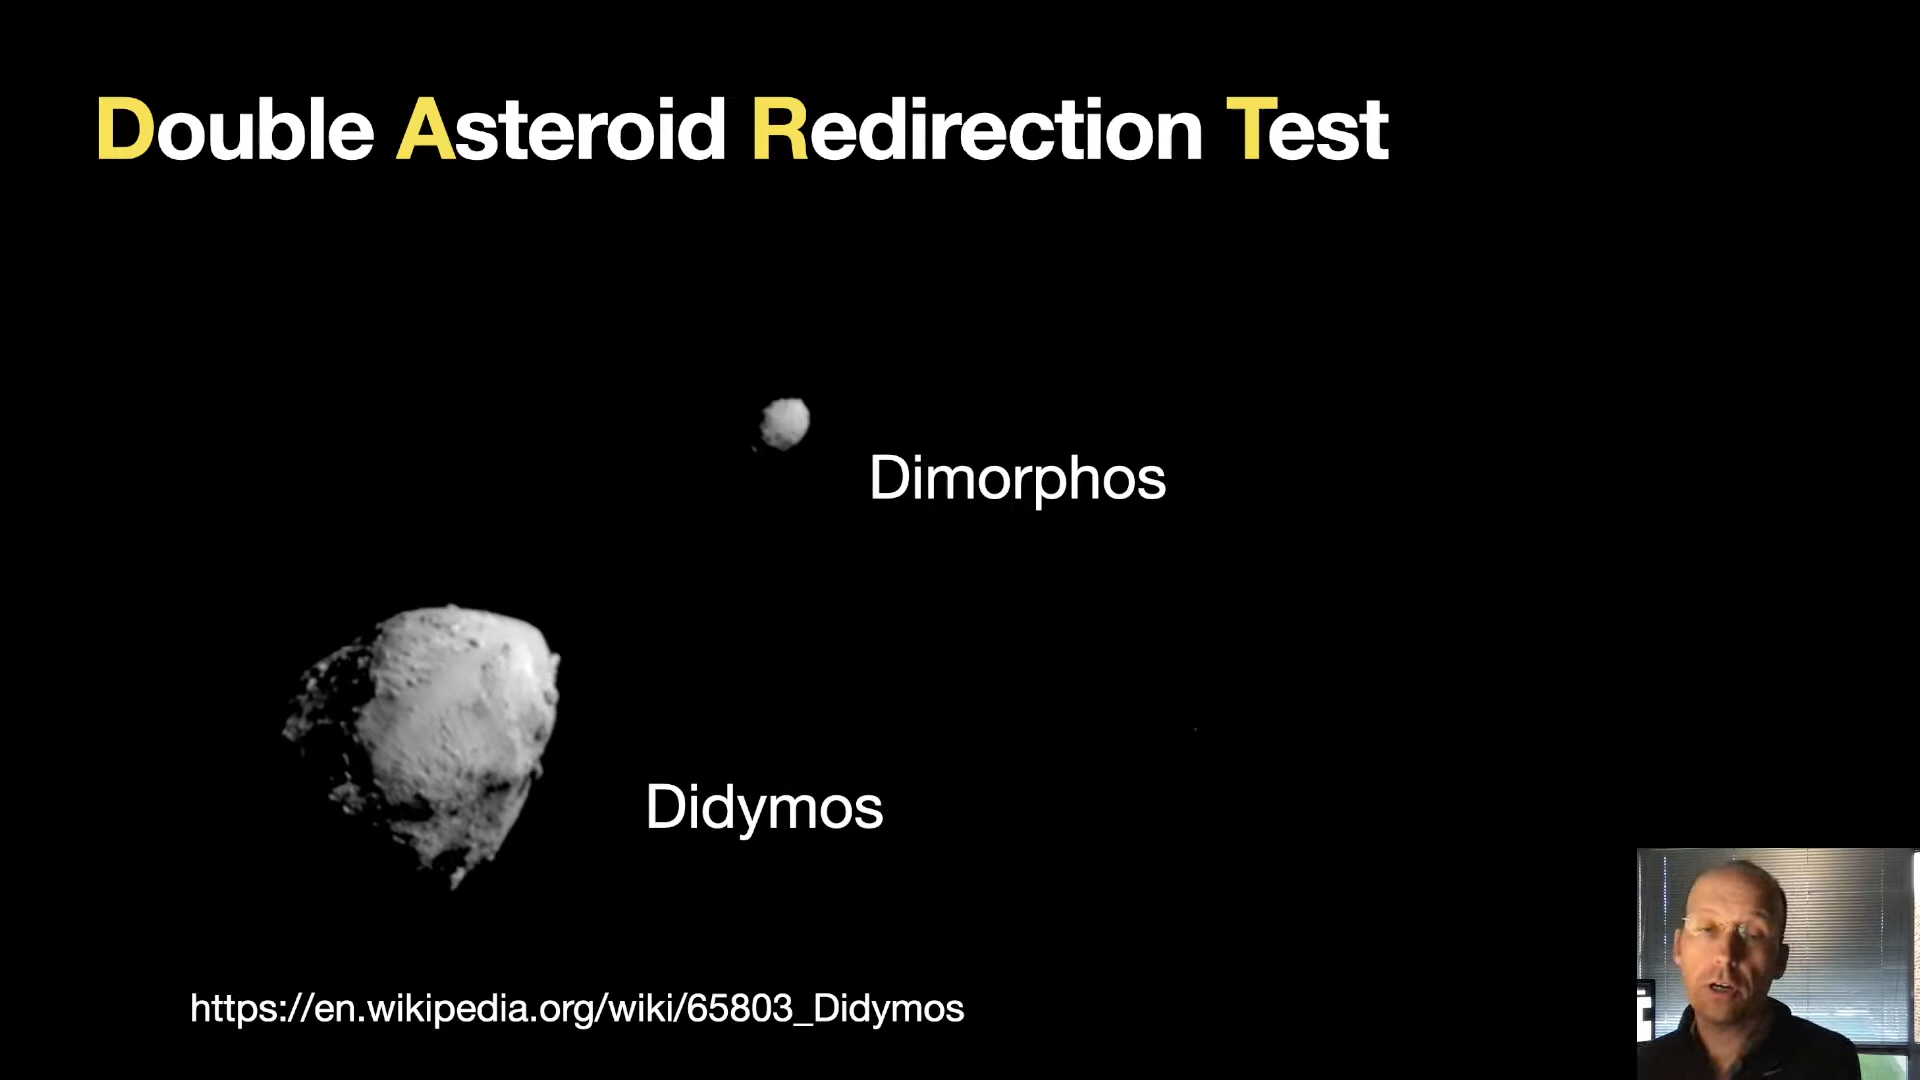 Double Asteroid Redirection Test
Dimorphos
Didymos
https://en.wikipedia.org/wiki/65803_Didymos